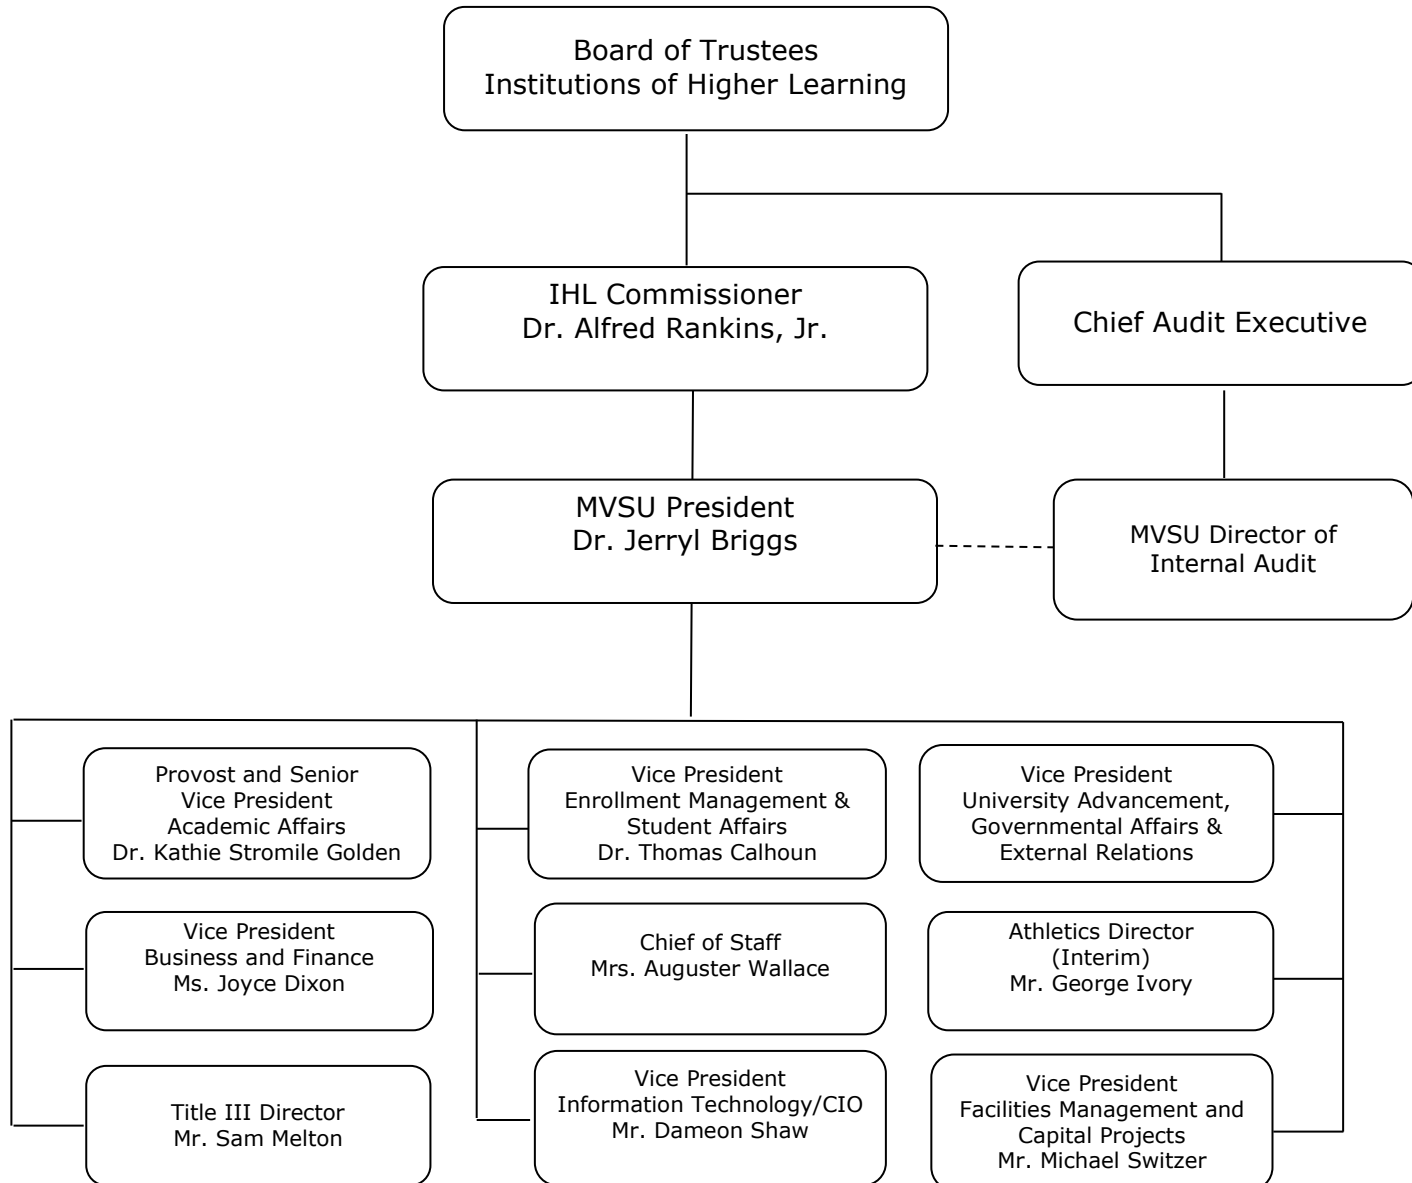 Board of Trustees
Institutions of Higher Learning
IHL Commissioner
Dr. Alfred Rankins, Jr.
Chief Audit Executive
MVSU President
Dr. Jerryl Briggs
MVSU Director of
Internal Audit
Provost and Senior
Vice President
Academic Affairs
Dr. Kathie Stromile Golden
Vice President
Enrollment Management &
Student Affairs
Dr. Thomas Calhoun
Vice President
University Advancement,
Governmental Affairs &
External Relations
Vice President
Business and Finance
Ms. Joyce Dixon
Chief of Staff
Mrs. Auguster Wallace
Athletics Director
(Interim)
Mr. George Ivory
Title III Director
Mr. Sam Melton
Vice President
Information Technology/CIO
Mr. Dameon Shaw
Vice President
Facilities Management and
Capital Projects
Mr. Michael Switzer